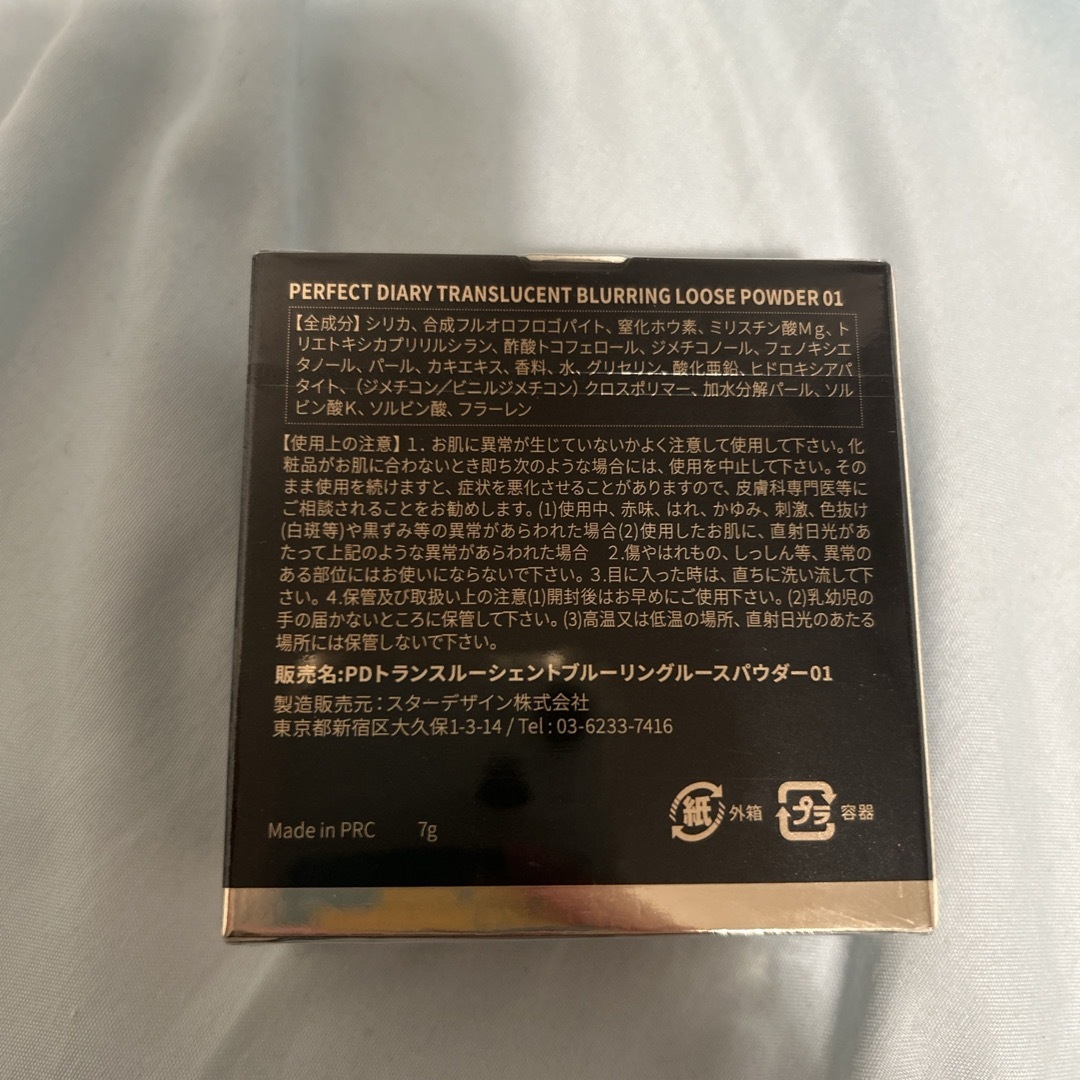 PERFECT DIARY TRANSLUCENT BLURRING LOOSE POWDER 01
【全成分】シリカ、合成フルオロフロゴパイト、窒化ホウ素、ミリスチン酸Ｍｇ、ト
リエトキシカプリリルシラン、酢酸トコフェロール、ジメチコノール、フェノキシエ
タノール、パール、カキエキス、香料、水、グリセリン、酸化亜鉛、ヒドロキシアパ
タイト、（ジメチコン／ビニルジメチコン）クロスポリマー、加水分解パール、ソル
ビン酸Ｋ、ソルビン酸、フラーレン
【使用上の注意】１．お肌に異常が生じていないかよく注意して使用して下さい。化
粧品がお肌に合わないとき即ち次のような場合には、使用を中止して下さい。その
まま使用を続けますと、症状を悪化させることがありますので、皮膚科専門医等に
ご相談されることをお勧めします。(1)使用中、赤味、はれ、かゆみ、刺激、色抜け
(白斑等)や黒ずみ等の異常があらわれた場合(2)使用したお肌に、直射日光があ
たって上記のような異常があらわれた場合　2.傷やはれもの、しっしん等、異常の
ある部位にはお使いにならないで下さい。3.目に入った時は、直ちに洗い流して下
さい。4.保管及び取扱い上の注意(1)開封後はお早めにご使用下さい。(2)乳幼児の
手の届かないところに保管して下さい。(3)高温又は低温の場所、直射日光のあたる
場所には保管しないで下さい。
販売名:PDトランスルーシェントブルーリングルースパウダー01
製造販売元：スターデザイン株式会社
東京都新宿区大久保1-3-14 / Tel : 03-6233-7416
紙 外箱 プラ 容器
Made in PRC 7g